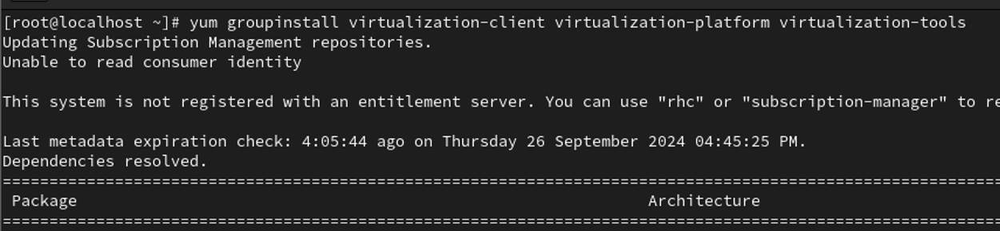 [root@localhost ~]# yum groupinstall virtualization-client virtualization-platform virtualization-tools
Updating Subscription Management repositories.
Unable to read consumer identity
This system is not registered with an entitlement server. You can use "rhc" or "subscription-manager" to re
Last metadata expiration check: 4:05:44 ago on Thursday 26 September 2024 04:45:25 PM.
Dependencies resolved.
================================================================================================
Package Architecture
================================================================================================